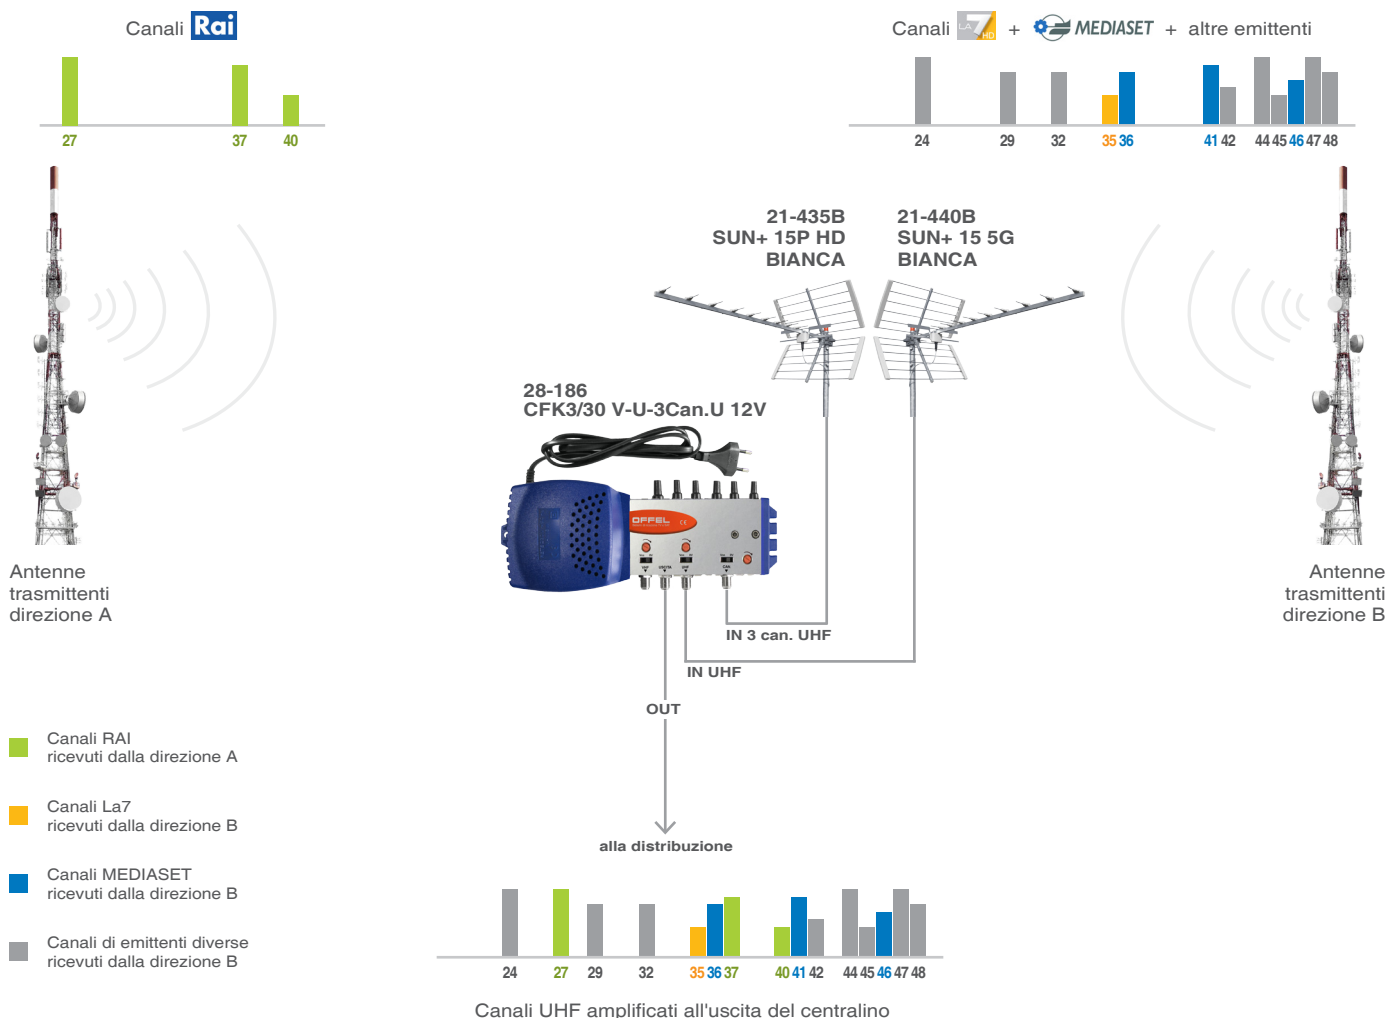 Canali Rai
Canali LA 7 HD + MEDIASET + altre emittenti
27 37 40
24 29 32 35 36 41 42 44 45 46 47 48
21-435B
SUN+ 15P HD
BIANCA
21-440B
SUN+ 15 5G
BIANCA
28-186
CFK3/30 V-U-3Can.U 12V
OFFEL
CE
Antenne
trasmittenti
direzione A
Antenne
trasmittenti
direzione B
IN 3 can. UHF
IN UHF
OUT
alla distribuzione
Canali RAI
ricevuti dalla direzione A
Canali La7
ricevuti dalla direzione B
Canali MEDIASET
ricevuti dalla direzione B
Canali di emittenti diverse
ricevuti dalla direzione B
24 27 29 32 35 36 37 40 41 42 44 45 46 47 48
Canali UHF amplificati all'uscita del centralino